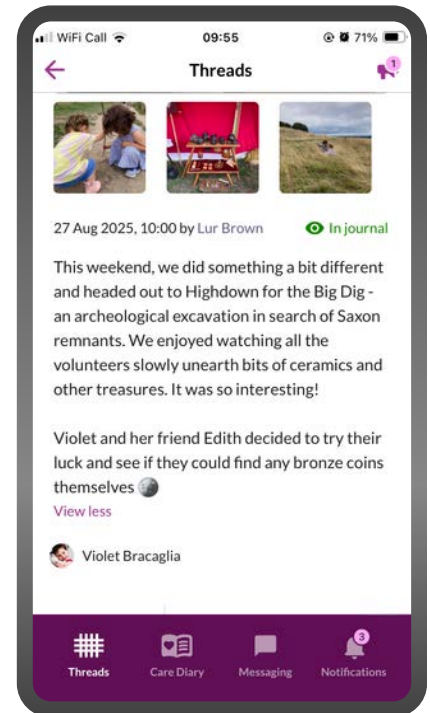 WiFi Call 09:55 71%
Threads 1
27 Aug 2025, 10:00 by Lur Brown In journal
This weekend, we did something a bit different
and headed out to Highdown for the Big Dig -
an archeological excavation in search of Saxon
remnants. We enjoyed watching all the
volunteers slowly unearth bits of ceramics and
other treasures. It was so interesting!
Violet and her friend Edith decided to try their
luck and see if they could find any bronze coins
themselves
View less
Violet Bracaglia
3
Threads Care Diary Messaging Notifications